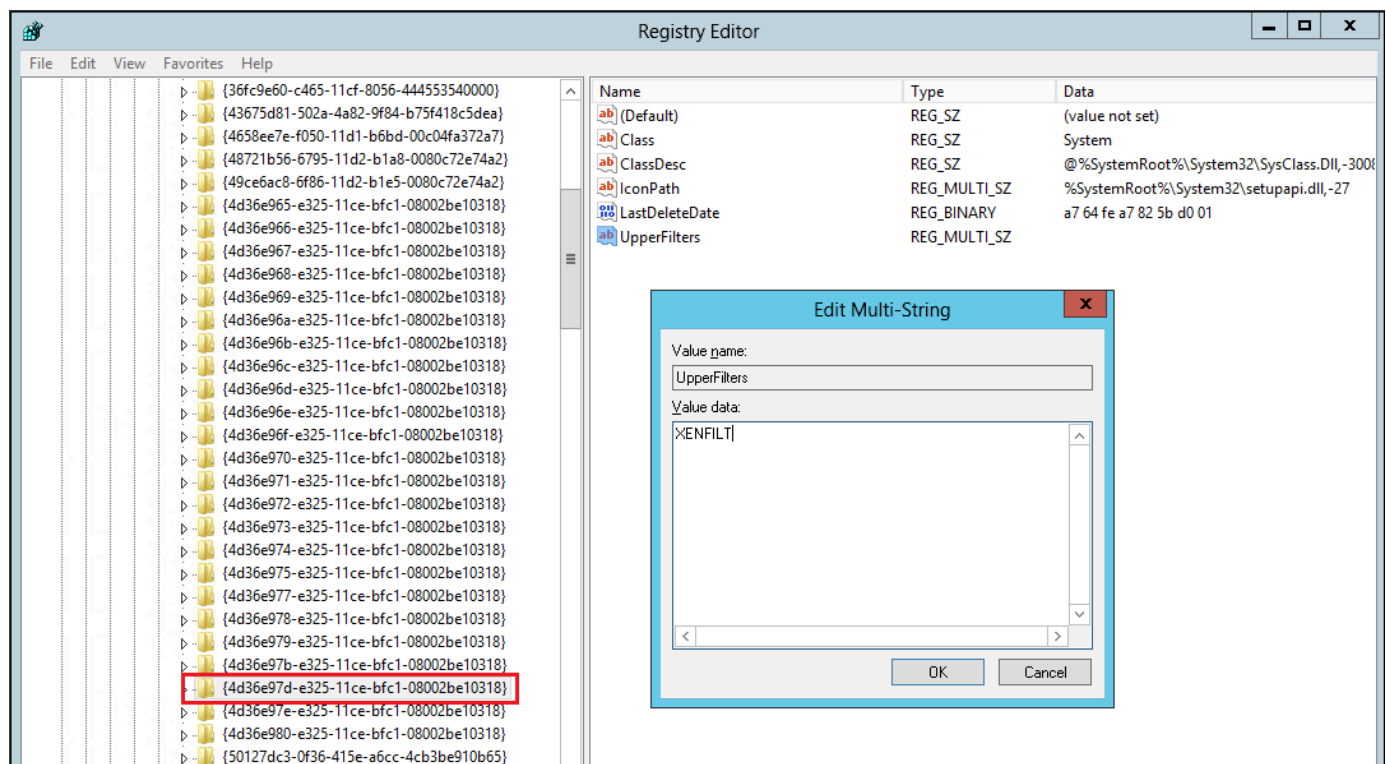 Registry Editor
File Edit View Favorites Help
{36fc9e60-c465-11cf-8056-444553540000}
{43675d81-502a-4a82-9f84-b75f418c5dea}
{4658ee7e-f050-11d1-b6bd-00c04fa372a7}
{48721b56-6795-11d2-b1a8-0080c72e74a2}
{49ce6ac8-6f86-11d2-b1e5-0080c72e74a2}
{4d36e965-e325-11ce-bfc1-08002be10318}
{4d36e966-e325-11ce-bfc1-08002be10318}
{4d36e967-e325-11ce-bfc1-08002be10318}
{4d36e968-e325-11ce-bfc1-08002be10318}
{4d36e969-e325-11ce-bfc1-08002be10318}
{4d36e96a-e325-11ce-bfc1-08002be10318}
{4d36e96b-e325-11ce-bfc1-08002be10318}
{4d36e96c-e325-11ce-bfc1-08002be10318}
{4d36e96d-e325-11ce-bfc1-08002be10318}
{4d36e96e-e325-11ce-bfc1-08002be10318}
{4d36e96f-e325-11ce-bfc1-08002be10318}
{4d36e970-e325-11ce-bfc1-08002be10318}
{4d36e971-e325-11ce-bfc1-08002be10318}
{4d36e972-e325-11ce-bfc1-08002be10318}
{4d36e973-e325-11ce-bfc1-08002be10318}
{4d36e974-e325-11ce-bfc1-08002be10318}
{4d36e975-e325-11ce-bfc1-08002be10318}
{4d36e977-e325-11ce-bfc1-08002be10318}
{4d36e978-e325-11ce-bfc1-08002be10318}
{4d36e979-e325-11ce-bfc1-08002be10318}
{4d36e97b-e325-11ce-bfc1-08002be10318}
{4d36e97d-e325-11ce-bfc1-08002be10318}
{4d36e97e-e325-11ce-bfc1-08002be10318}
{4d36e980-e325-11ce-bfc1-08002be10318}
{50127dc3-0f36-415e-a6cc-4cb3be910b65}
Name Type Data
(Default) REG_SZ (value not set)
Class REG_SZ System
ClassDesc REG_SZ @%SystemRoot%\System32\SysClass.Dll,-3008
IconPath REG_MULTI_SZ %SystemRoot%\System32\setupapi.dll,-27
LastDeleteDate REG_BINARY a7 64 fe a7 82 5b d0 01
UpperFilters REG_MULTI_SZ
Edit Multi-String
Value name:
UpperFilters
Value data:
XENFILT
OK Cancel